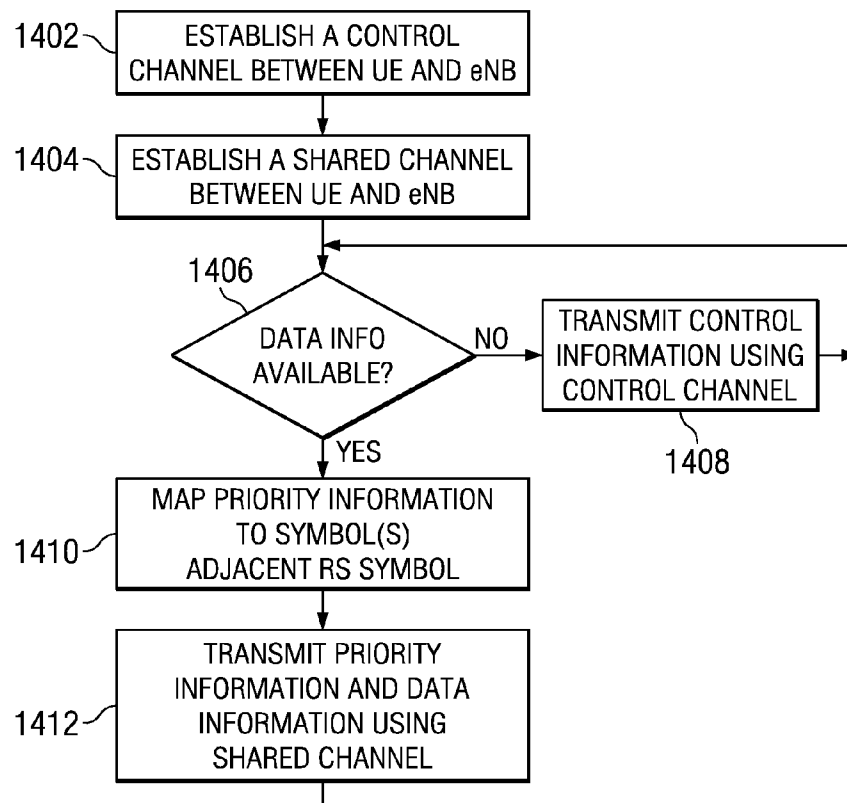 1402
ESTABLISH A CONTROL
CHANNEL BETWEEN UE AND eNB
1404
ESTABLISH A SHARED CHANNEL
BETWEEN UE AND eNB
1406
DATA INFO
AVAILABLE?
NO
TRANSMIT CONTROL
INFORMATION USING
CONTROL CHANNEL
1408
YES
1410
MAP PRIORITY INFORMATION
TO SYMBOL(S)
ADJACENT RS SYMBOL
1412
TRANSMIT PRIORITY
INFORMATION AND DATA
INFORMATION USING
SHARED CHANNEL